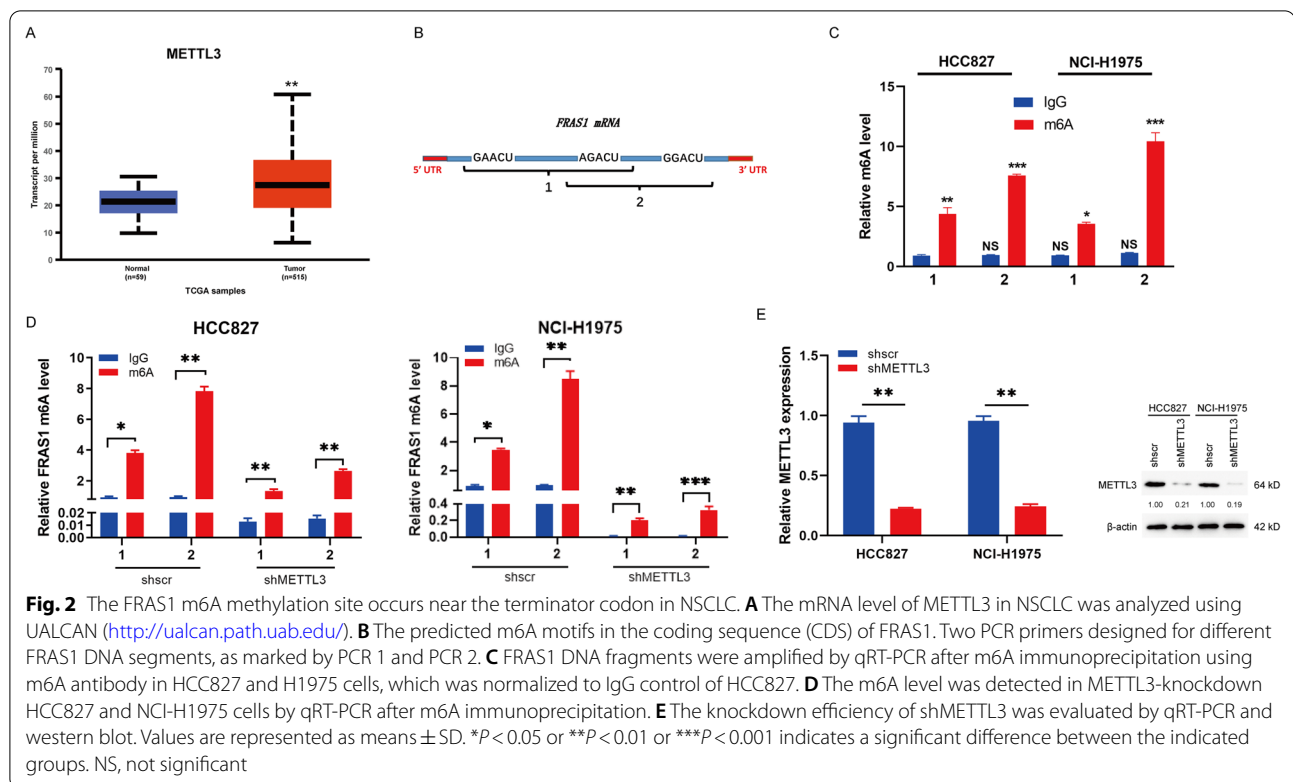 A
METTL3
**
Transcript per million
70
60
50
40
30
20
10
0
Normal
(n=59)
Tumor
(n=515)
TCGA samples
B
FRAS1 mRNA
GAACU AGACU GGACU
5' UTR 3' UTR
1
2
C
HCC827 NCI-H1975
IgG
m6A
Relative m6A level
15
10
5
0
** NS *** NS * NS ***
1 2 1 2
D
HCC827
IgG
m6A
Relative FRAS1 m6A level
10
8
6
4
2
0.02
0.01
0.01
0.00
* ** ** **
1 2 1 2
shscr shMETTL3
NCI-H1975
IgG
m6A
Relative FRAS1 m6A level
10
8
6
4
2
0.4
0.2
0.0
* ** ** ***
1 2 1 2
shscr shMETTL3
E
shscr
shMETTL3
Relative METTL3 expression
1.5
1.0
0.5
0.0
** **
HCC827 NCI-H1975
HCC827 NCI-H1975
shscr shMETTL3 shscr shMETTL3
METTL3 64 kD
1.00 0.21 1.00 0.19
β-actin 42 kD
Fig. 2 The FRAS1 m6A methylation site occurs near the terminator codon in NSCLC. A The mRNA level of METTL3 in NSCLC was analyzed using
UALCAN (http://ualcan.path.uab.edu/). B The predicted m6A motifs in the coding sequence (CDS) of FRAS1. Two PCR primers designed for different
FRAS1 DNA segments, as marked by PCR 1 and PCR 2. C FRAS1 DNA fragments were amplified by qRT-PCR after m6A immunoprecipitation using
m6A antibody in HCC827 and H1975 cells, which was normalized to IgG control of HCC827. D The m6A level was detected in METTL3-knockdown
HCC827 and NCI-H1975 cells by qRT-PCR after m6A immunoprecipitation. E The knockdown efficiency of shMETTL3 was evaluated by qRT-PCR and
western blot. Values are represented as means ± SD. *P < 0.05 or **P < 0.01 or ***P < 0.001 indicates a significant difference between the indicated
groups. NS, not significant